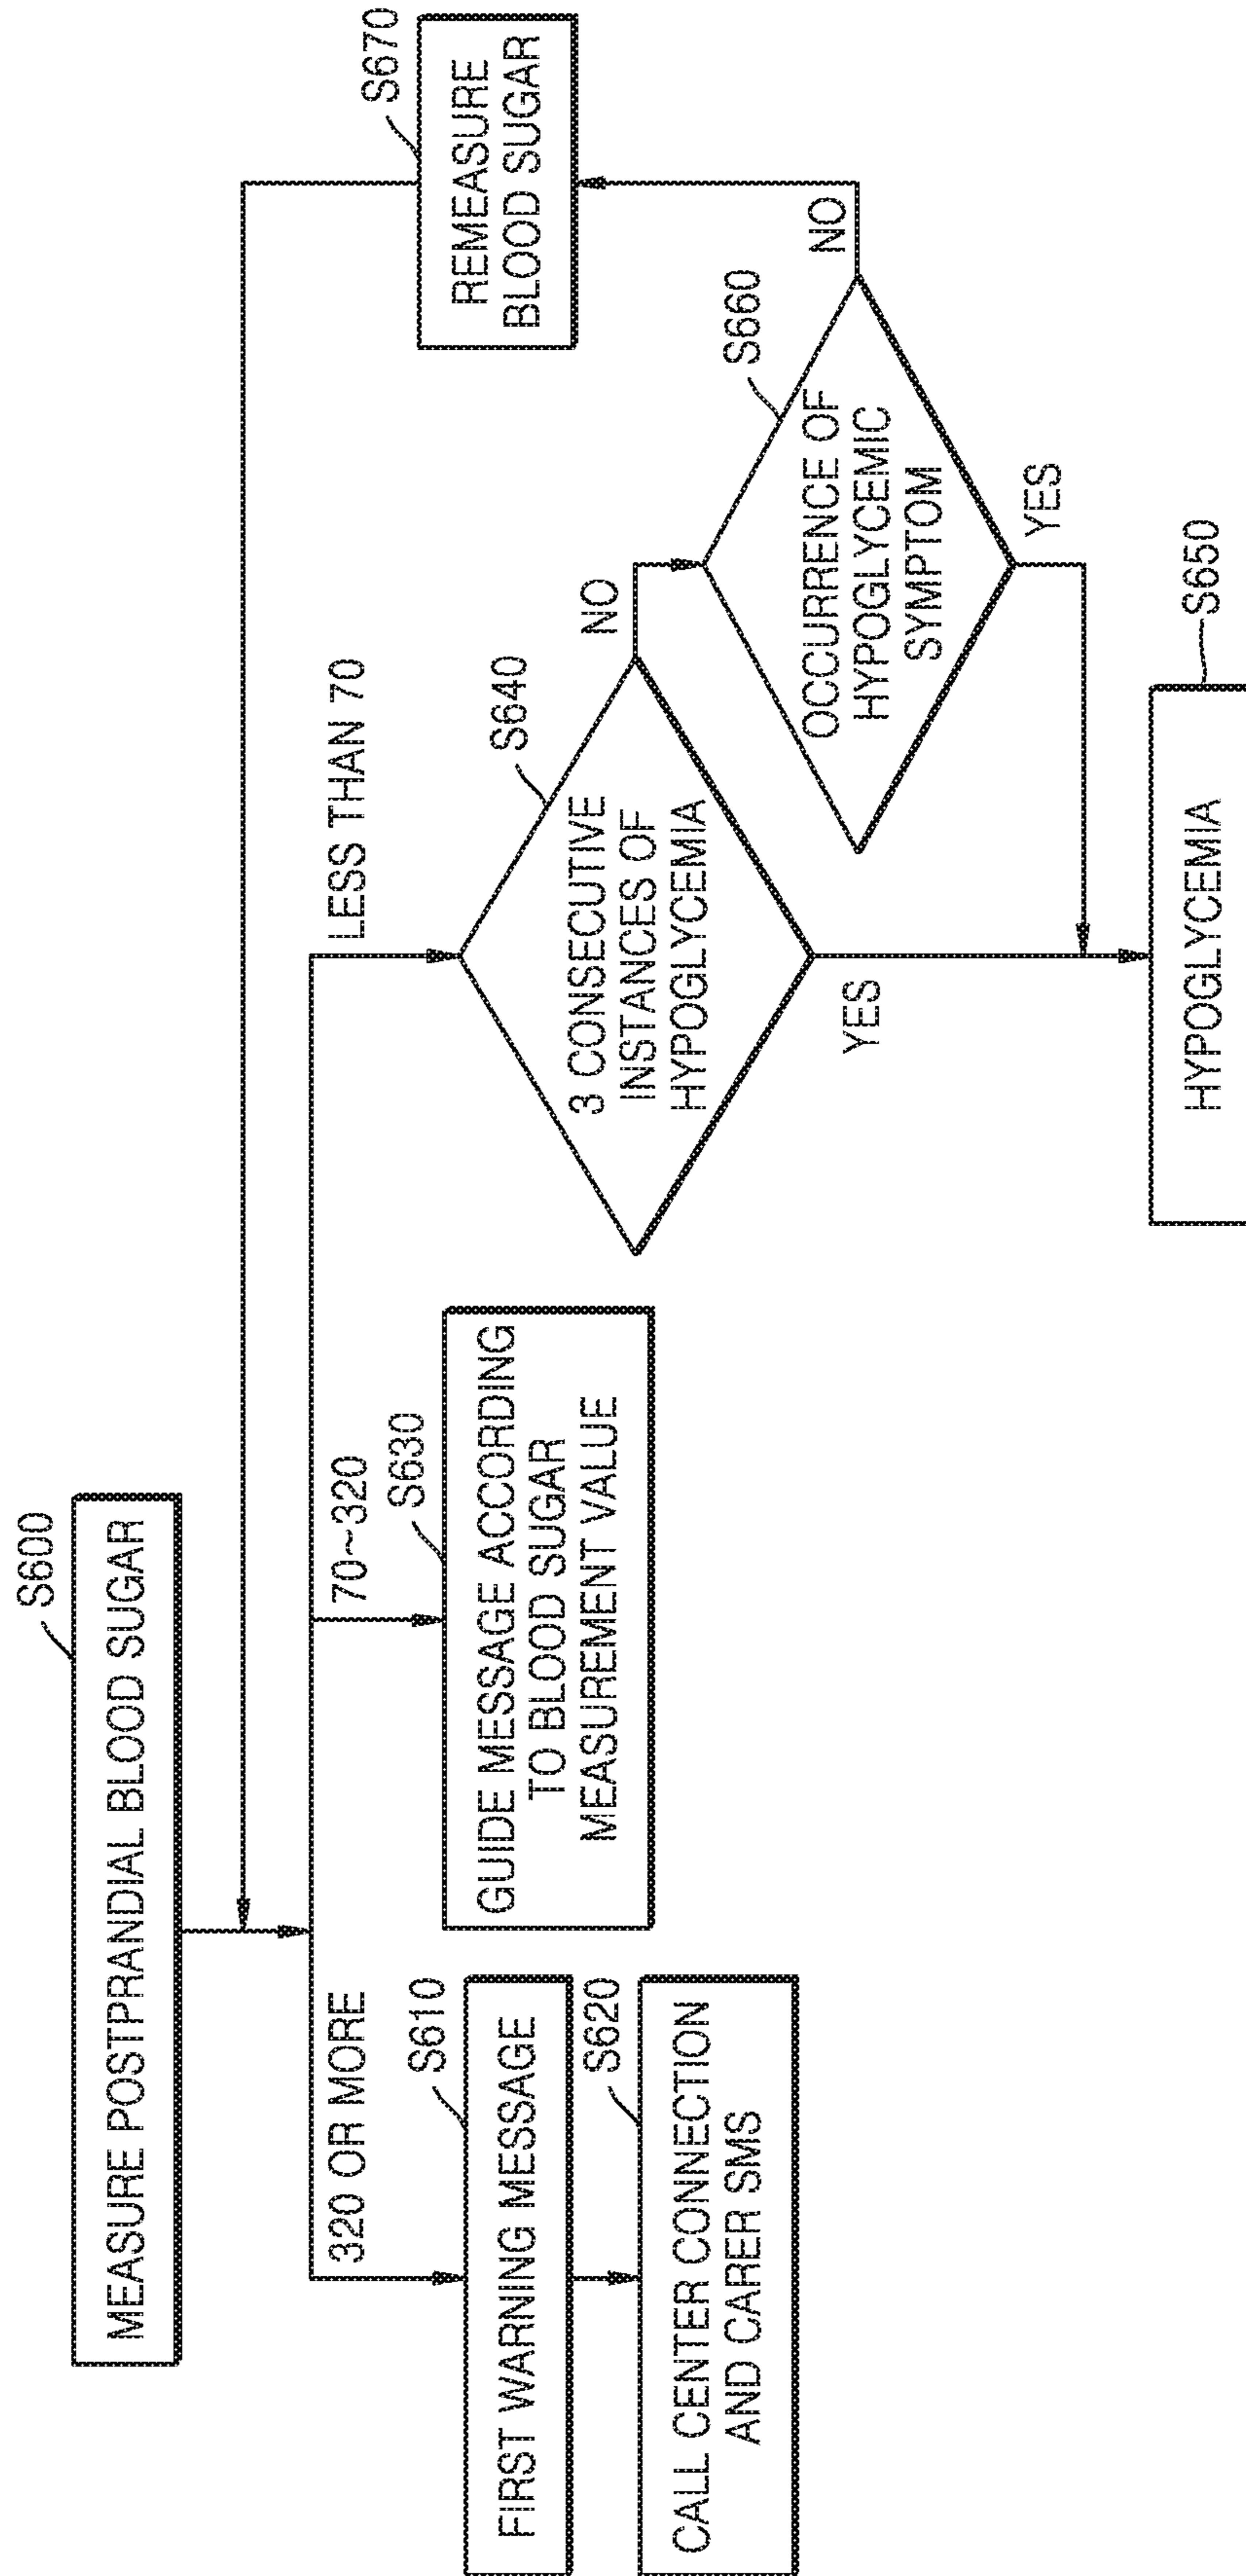 S600
MEASURE POSTPRANDIAL BLOOD SUGAR
320 OR MORE
70~320
LESS THAN 70
S610
FIRST WARNING MESSAGE
S620
CALL CENTER CONNECTION
AND CARER SMS
S630
GUIDE MESSAGE ACCORDING
TO BLOOD SUGAR
MEASUREMENT VALUE
S640
3 CONSECUTIVE
INSTANCES OF
HYPOGLYCEMIA
NO
YES
S660
OCCURRENCE OF
HYPOGLYCEMIC
SYMPTOM
NO
YES
S670
REMEASURE
BLOOD SUGAR
S650
HYPOGLYCEMIA